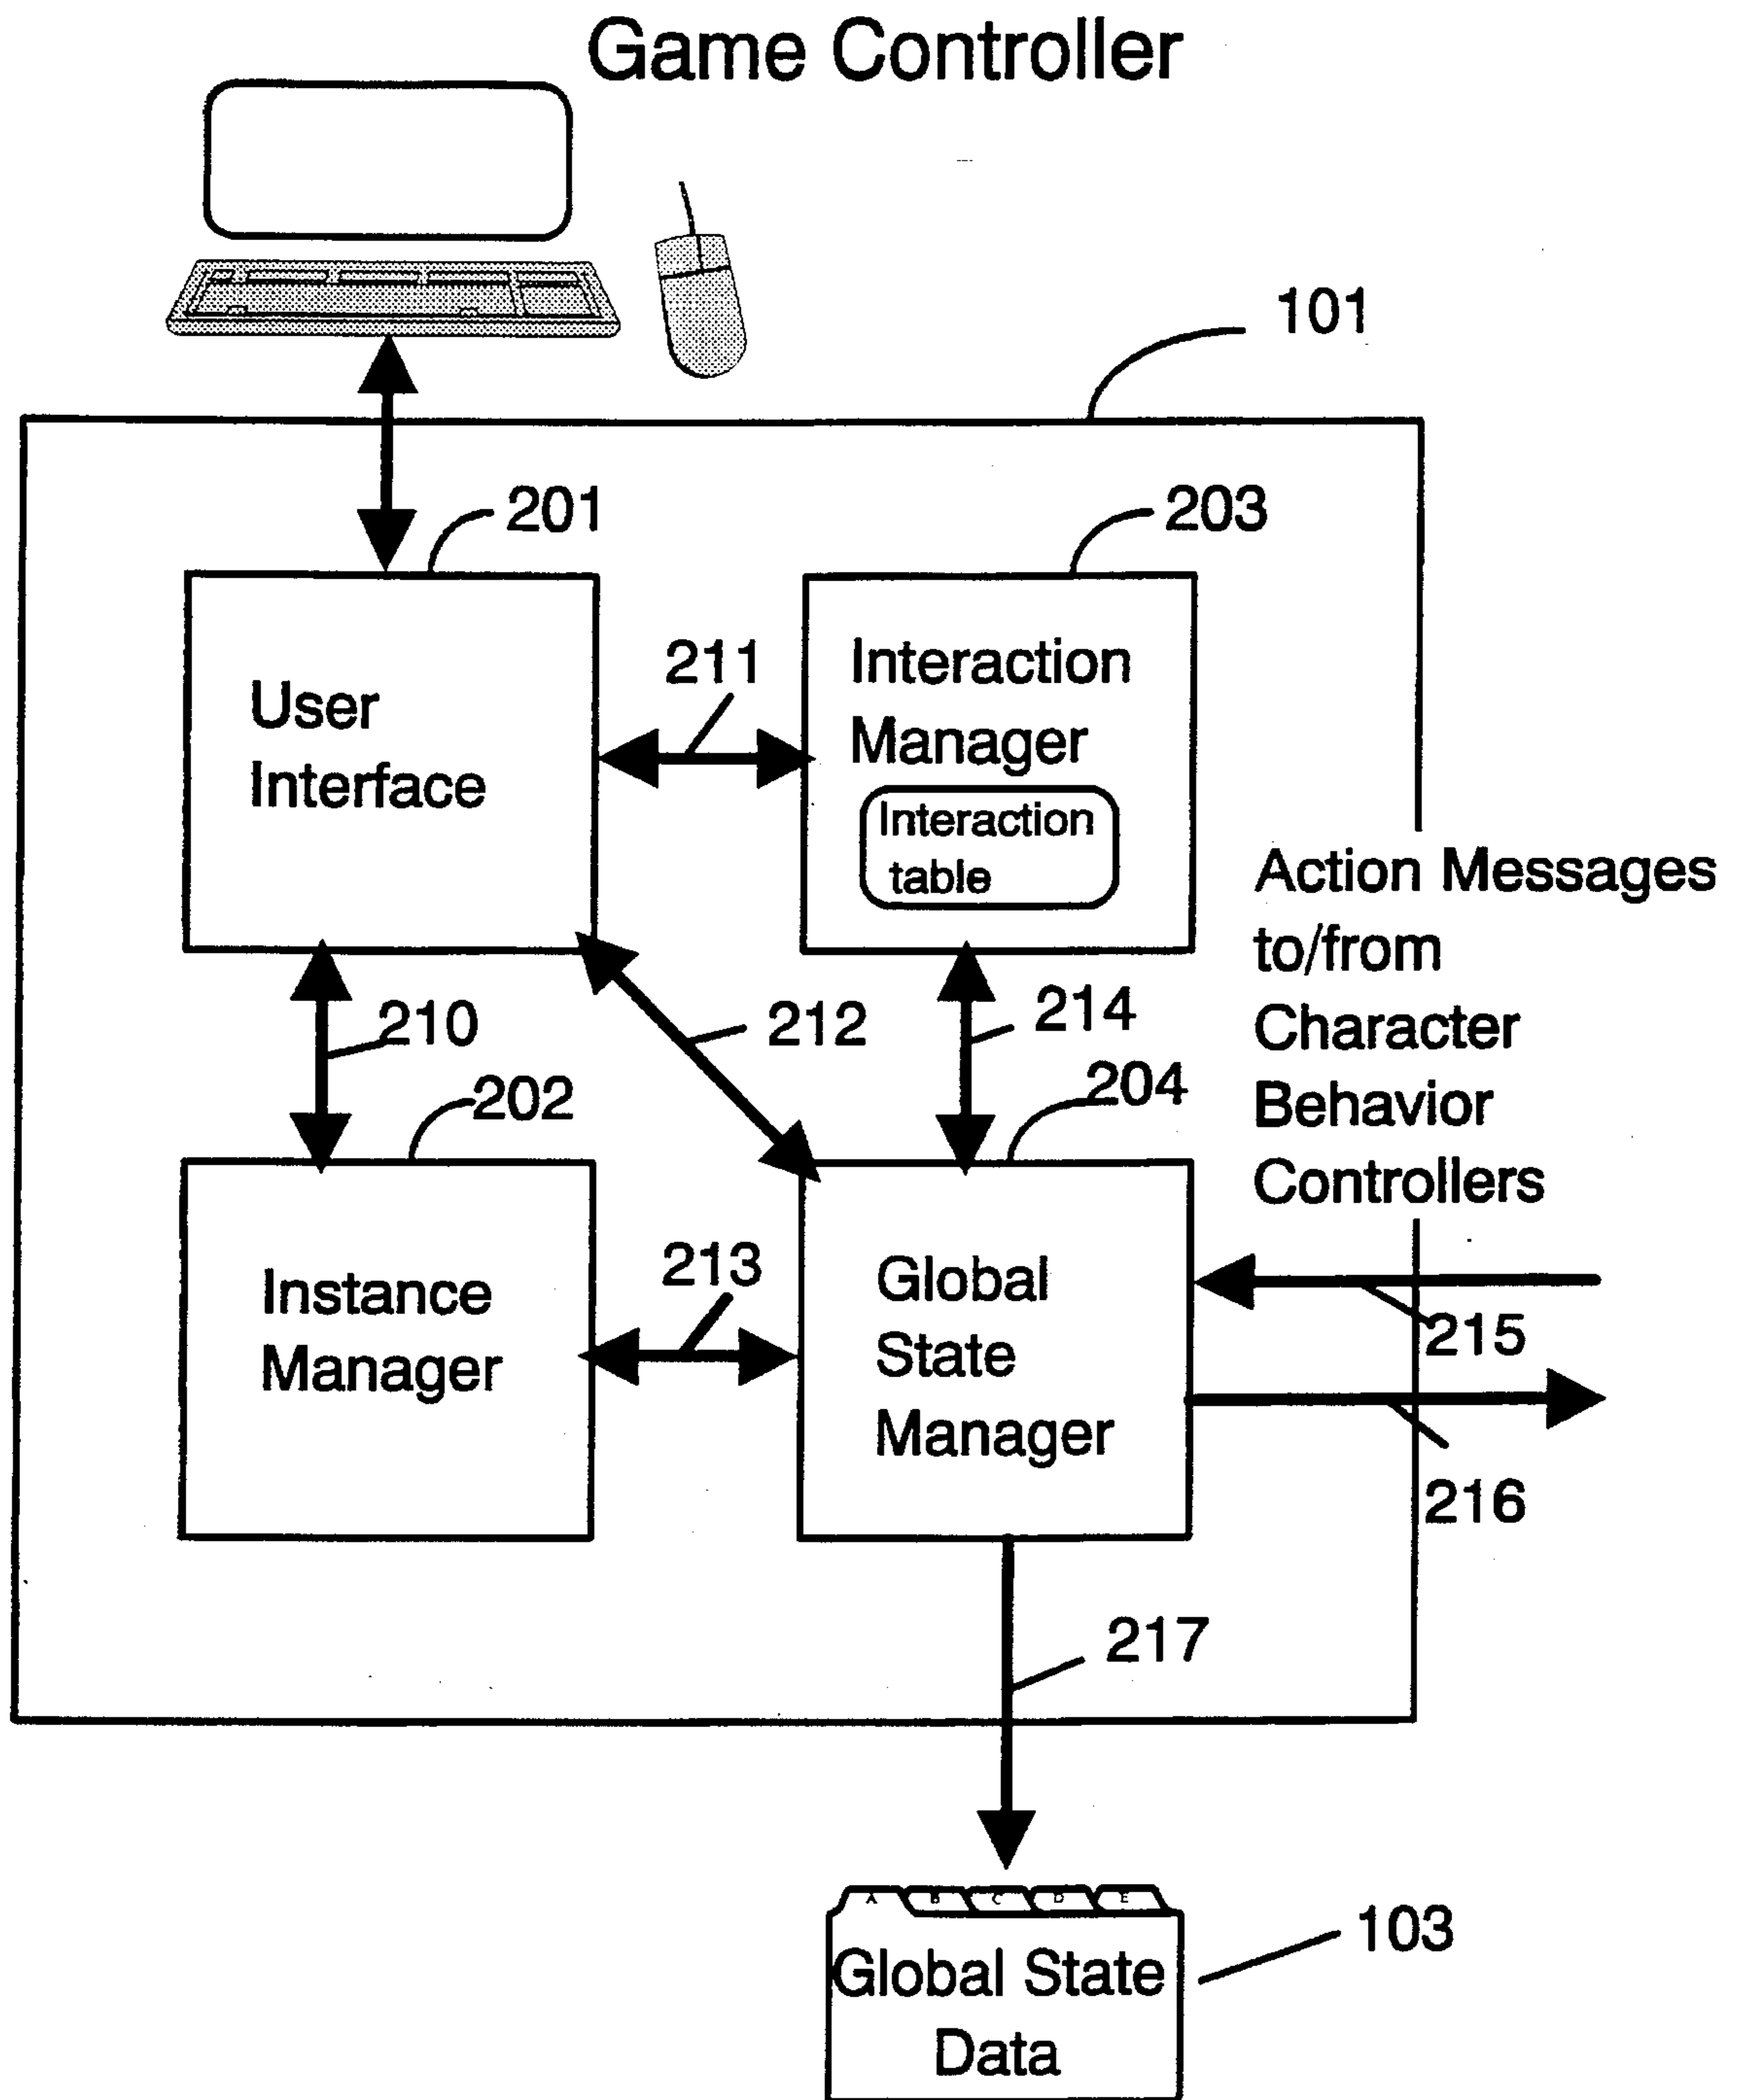 Game Controller
101
201
203
User
Interface
211
Interaction
Manager
Interaction
table
Action Messages
to/from
Character
Behavior
Controllers
210
212
214
202
204
Instance
Manager
213
Global
State
Manager
215
216
217
A B C D E
Global State
Data
103